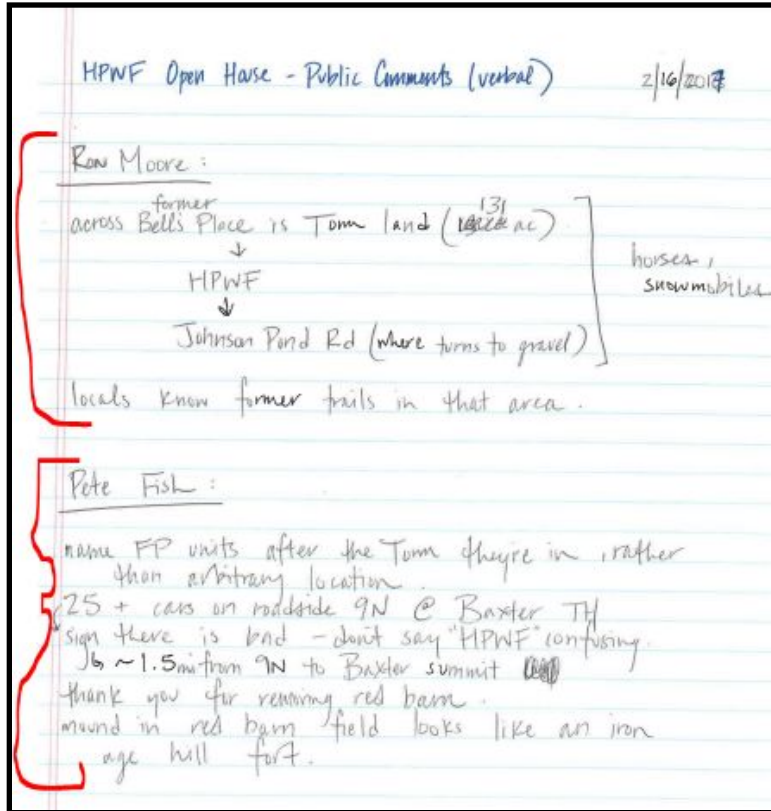 HPWF Open House - Public Comments (verbal) 2/16/2017
Ron Moore :
former
across Bell's Place is Town land (131 ac)
↓
HPWF
↓
Johnson Pond Rd (where turns to gravel)
horses,
snowmobiles
locals know former trails in that area.
Pete Fish :
name FP units after the Town they're in, rather
than arbitrary location.
25 + cars on roadside 9N @ Baxter TH
sign there is bad - don't say "HPWF" confusing.
~1.5mi from 9N to Baxter summit
thank you for removing red barn.
mound in red barn field looks like an iron
age hill fort.